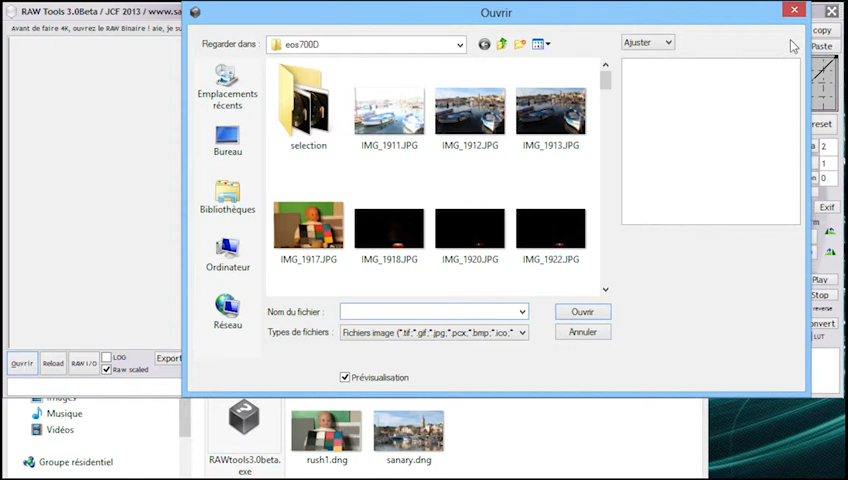 RAW Tools 3.0Beta / JCF 2013 / www.sa
Avant de faire 4K, ouvrez le RAW Binaire ! aie, je s
Ouvrir
Regarder dans :
eos700D
Ajuster
copy
Paste
Emplacements
récents
Bureau
Bibliothèques
Ordinateur
Réseau
selection
IMG_1911.JPG
IMG_1912.JPG
IMG_1913.JPG
IMG_1917.JPG
IMG_1918.JPG
IMG_1920.JPG
IMG_1922.JPG
reset
a 2
1
0
Exif
Play
Stop
reverse
onvert
LUT
Nom du fichier :
Ouvrir
Types de fichiers :
Fichiers image (*.tif;*.gif;*.jpg;*.pcx;*.bmp;*.ico;*
Annuler
Prévisualisation
Ouvrir
Reload
RAW I/O
LOG
Raw scaled
Export
Images
Musique
Vidéos
Groupe résidentiel
RAWtools3.0beta.
exe
rush1.dng
sanary.dng